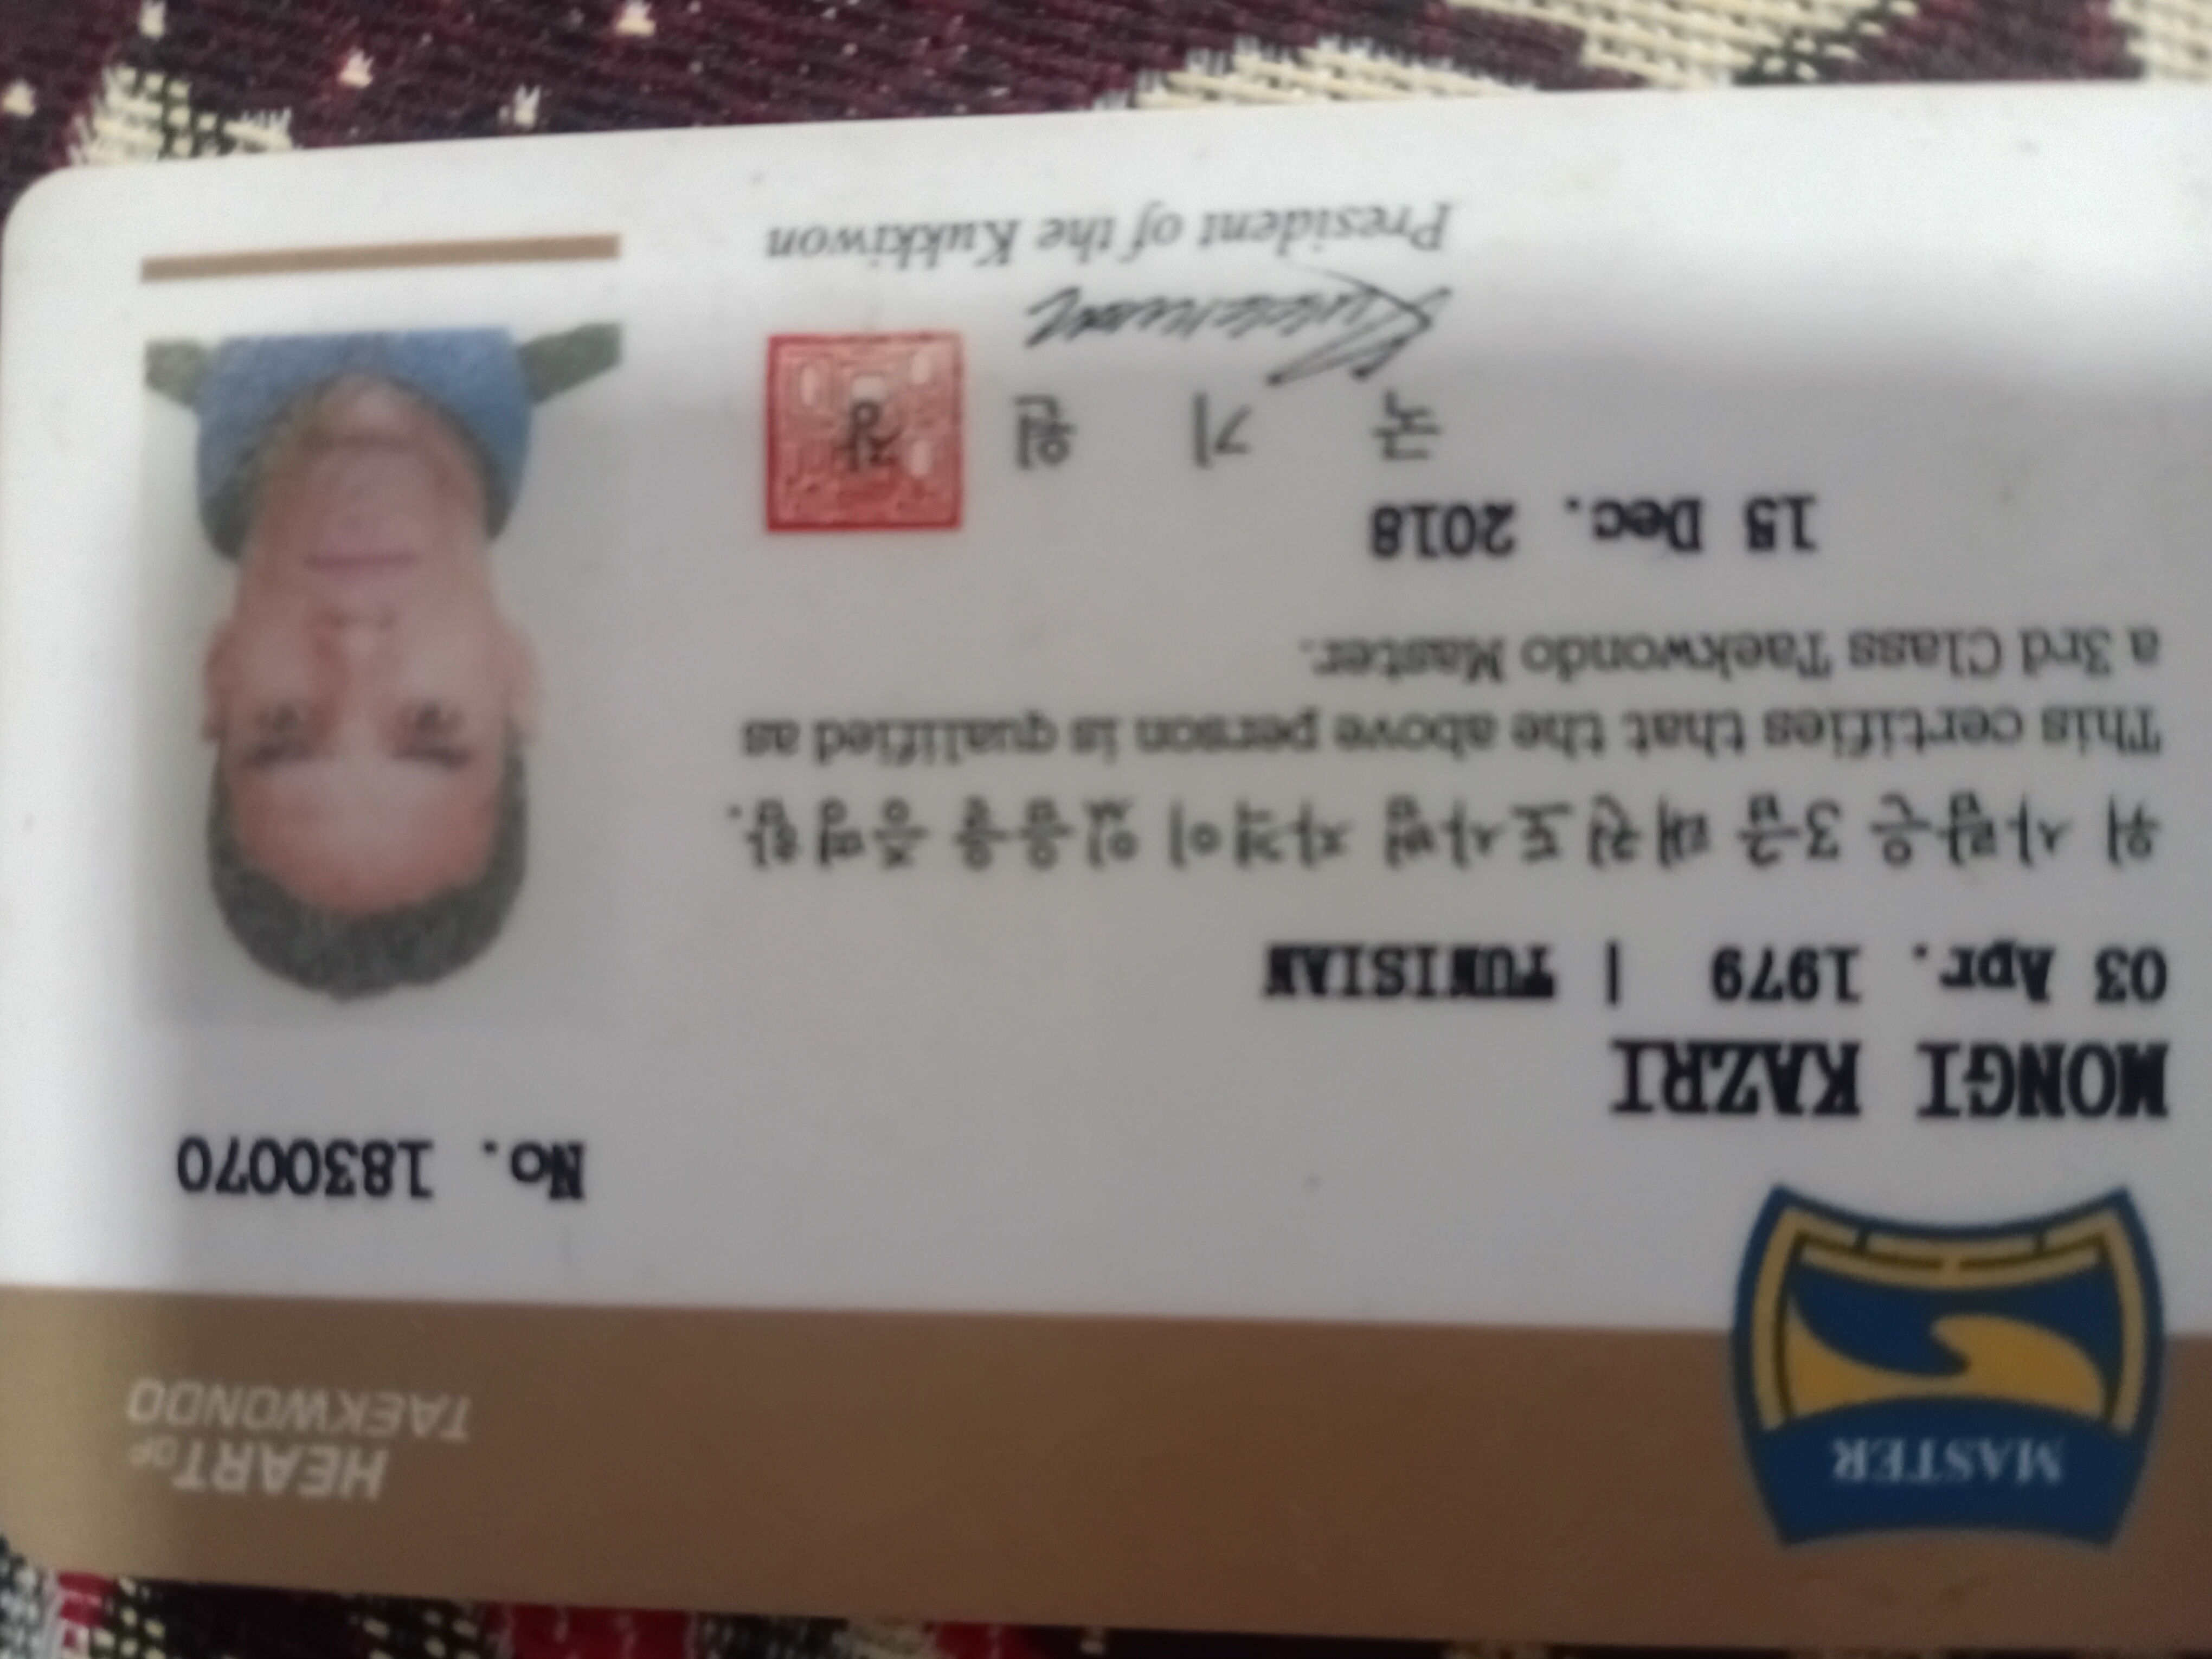 MASTER
HEART OF
TAEKWONDO
No. 1830070
MONGI KAZRI
03 Apr. 1979 | TUNISIAN
위 사람은 3급 태권도사범 자격이 있음을 증명함.
This certifies that the above person is qualified as
a 3rd Class Taekwondo Master.
15 Dec. 2018
국 기 원 장
President of the Kukkiwon